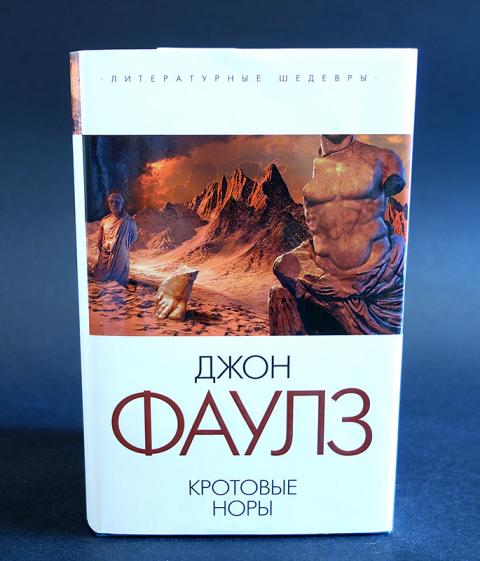 · ЛИТЕРАТУРНЫЕ ШЕДЕВРЫ ·
ДЖОН
ФАУЛЗ
КРОТОВЫЕ
НОРЫ